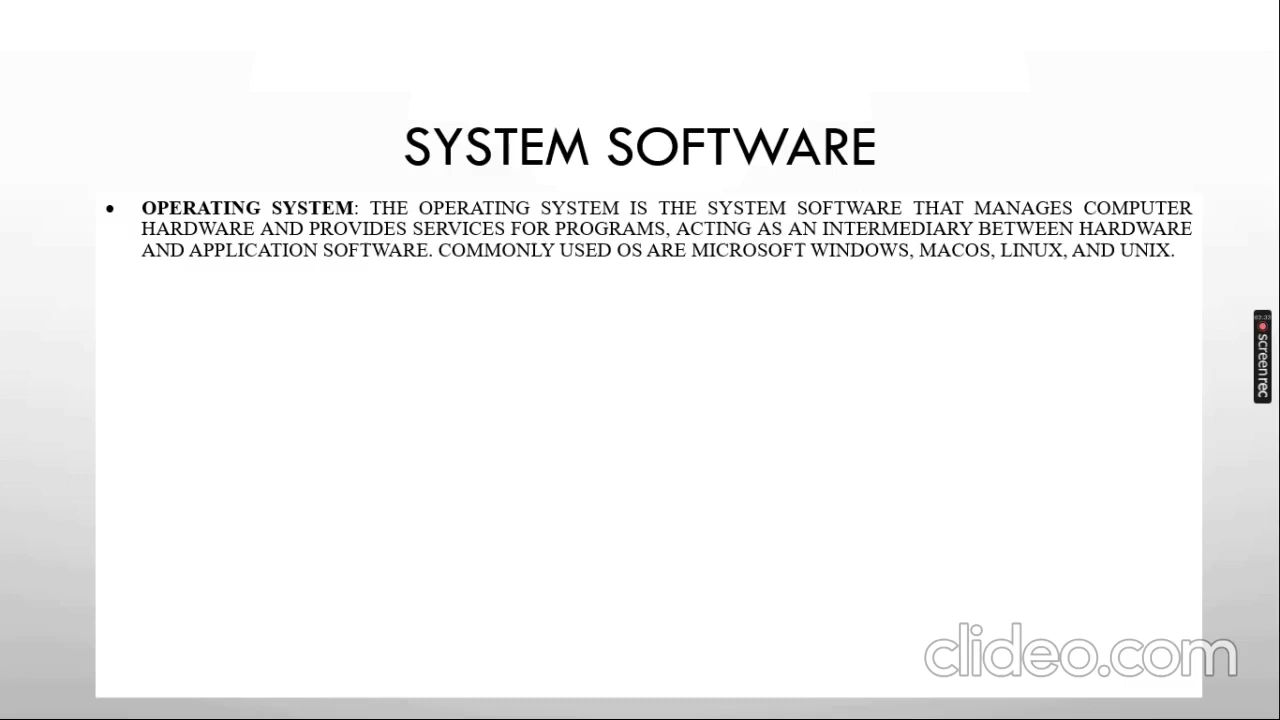 SYSTEM SOFTWARE
• OPERATING SYSTEM: THE OPERATING SYSTEM IS THE SYSTEM SOFTWARE THAT MANAGES COMPUTER
HARDWARE AND PROVIDES SERVICES FOR PROGRAMS, ACTING AS AN INTERMEDIARY BETWEEN HARDWARE
AND APPLICATION SOFTWARE. COMMONLY USED OS ARE MICROSOFT WINDOWS, MACOS, LINUX, AND UNIX.
screen rec
clideo.com